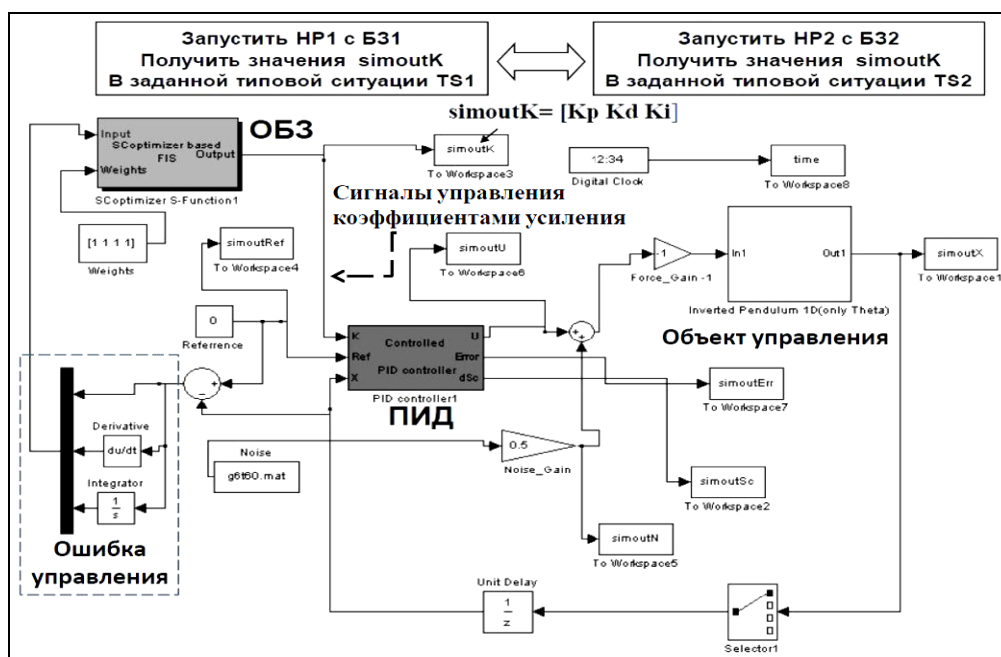 Запустить НР1 с БЗ1
Получить значения simoutK
В заданной типовой ситуации TS1
Запустить НР2 с БЗ2
Получить значения simoutK
В заданной типовой ситуации TS2
simoutK= [Kp Kd Ki]
Input
SCoptimizer based
FIS
Output
Weights
SCoptimizer S-Function1
ОБЗ
simoutK
To Workspace3
12:34
Digital Clock
time
To Workspace8
Сигналы управления
коэффициентами усиления
[1 1 1 1]
Weights
simoutRef
To Workspace4
simoutU
To Workspace6
-1
Force_Gain -1
In1
Out1
Inverted Pendulum 1D(only Theta)
simoutX
To Workspace1
Объект управления
0
Referrence
K
Ref
X
Controlled
PID controller
U
Error
dSc
PID controller1
ПИД
+
−
simoutErr
To Workspace7
Derivative
du/dt
Integrator
1
s
Ошибка
управления
Noise
g6t60.mat
0.5
Noise_Gain
simoutSc
To Workspace2
simoutN
To Workspace5
Unit Delay
1
z
Selector1